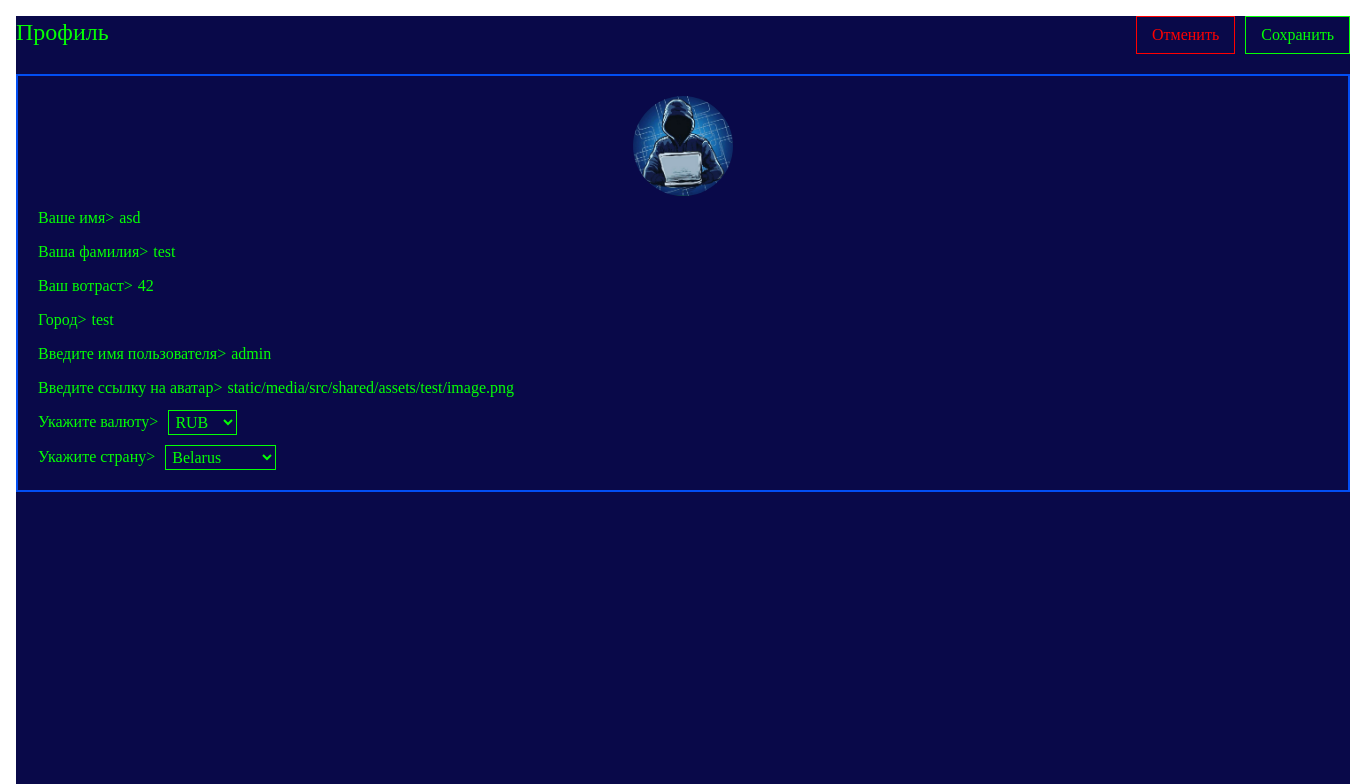 Профиль
Отменить
Сохранить
Ваше имя> asd
Ваша фамилия> test
Ваш вотраст> 42
Город> test
Введите имя пользователя> admin
Введите ссылку на аватар> static/media/src/shared/assets/test/image.png
Укажите валюту> RUB
Укажите страну> Belarus